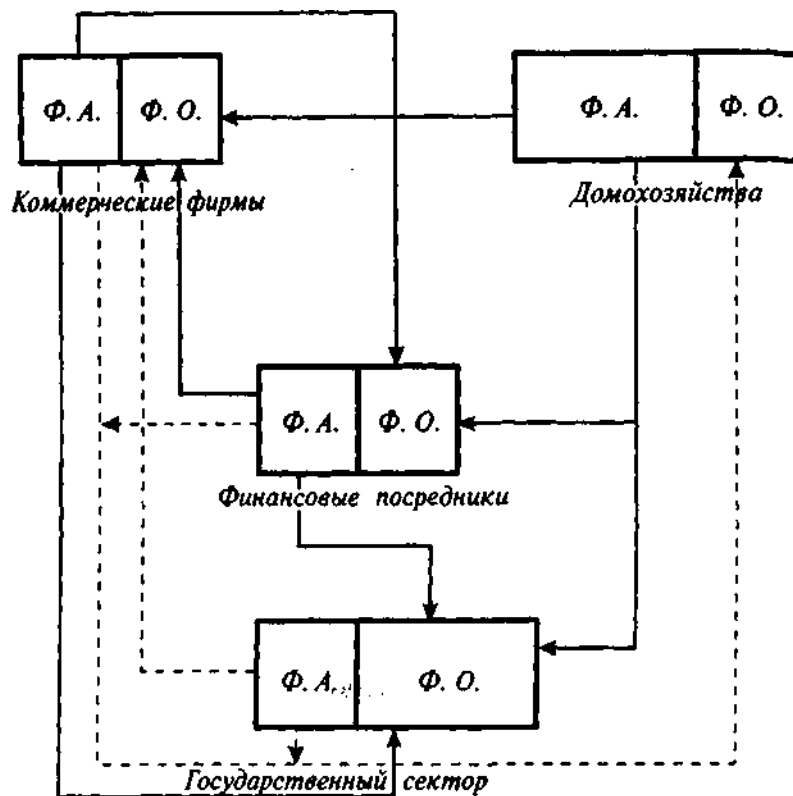 Ф. А. Ф. О. Ф. А. Ф. О.
Коммерческие фирмы Домохозяйства
Ф. А. Ф. О.
Финансовые посредники
Ф. А. Ф. О.
Государственный сектор